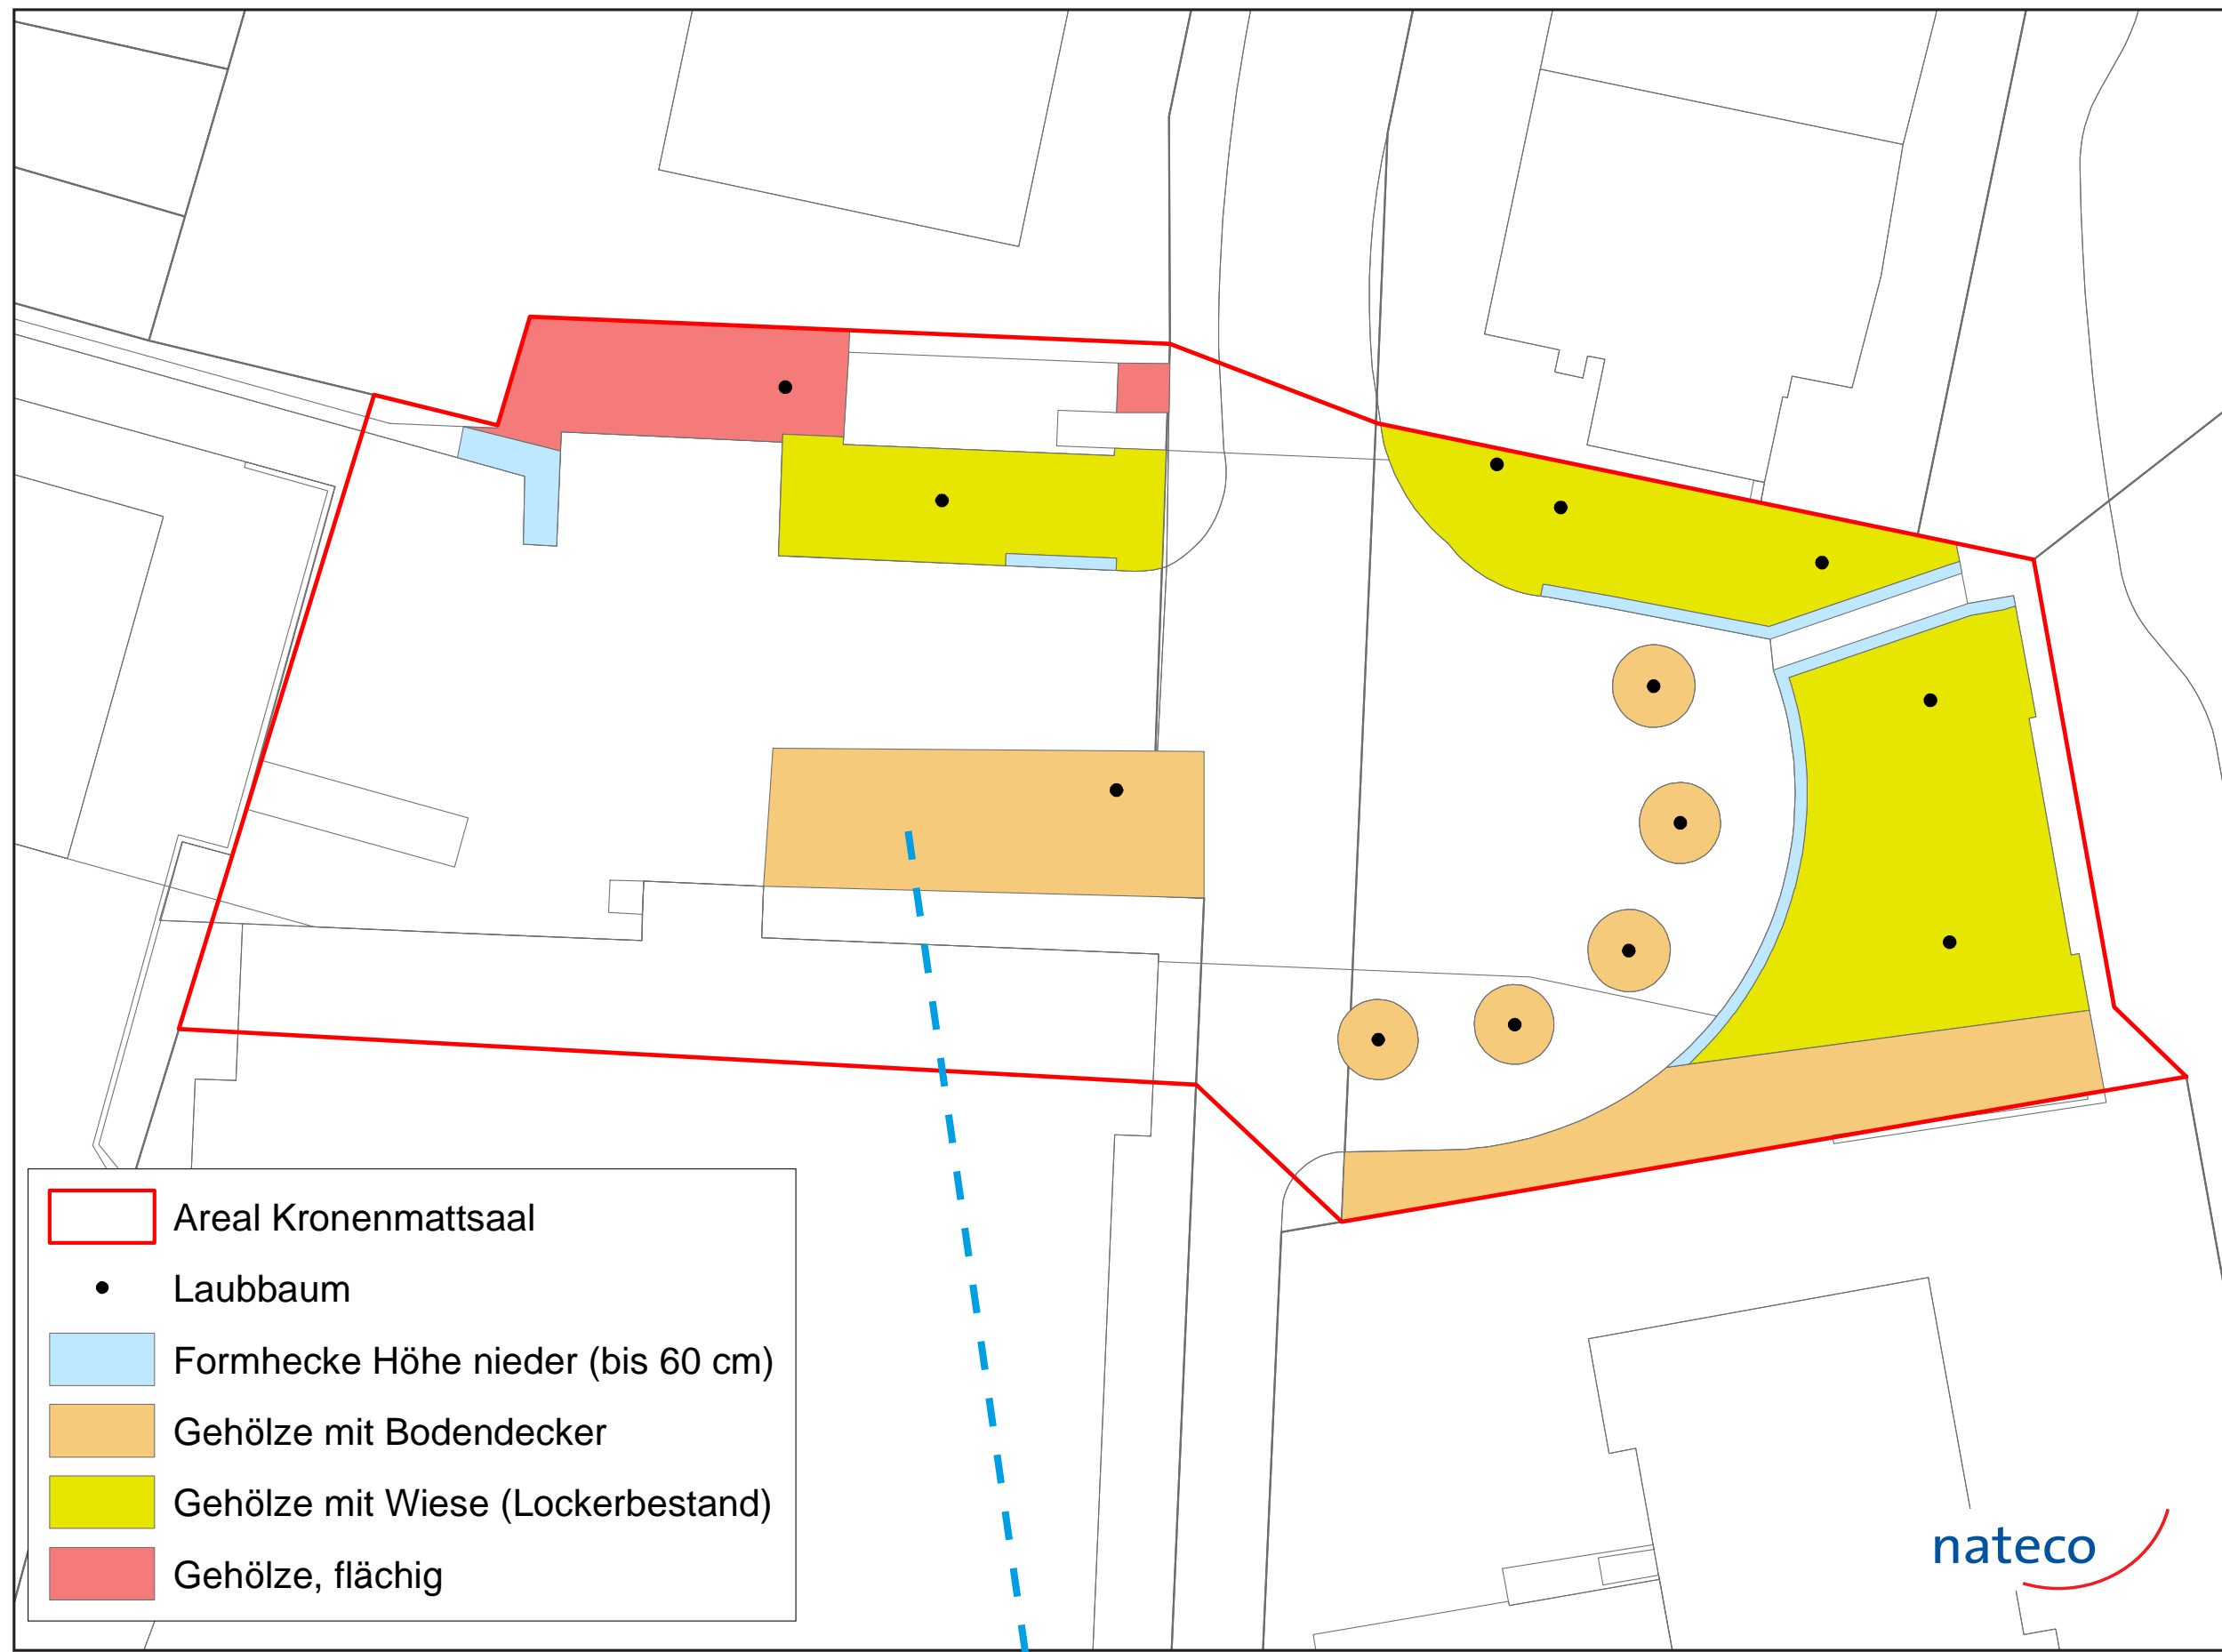 Areal Kronenmattsaal
Laubbaum
Formhecke Höhe nieder (bis 60 cm)
Gehölze mit Bodendecker
Gehölze mit Wiese (Lockerbestand)
Gehölze, flächig
nateco